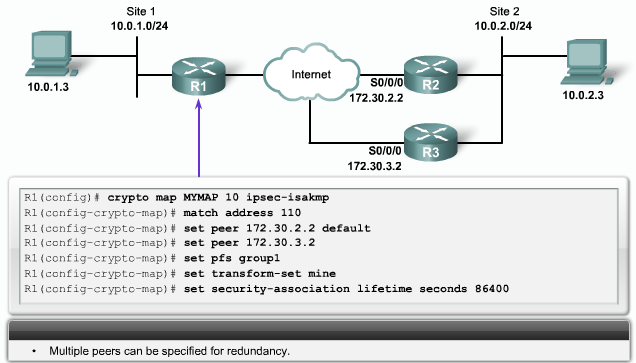 Site 1
10.0.1.0/24
Site 2
10.0.2.0/24
10.0.1.3
R1
Internet
S0/0/0
172.30.2.2
R2
10.0.2.3
S0/0/0
172.30.3.2
R3
R1(config)# crypto map MYMAP 10 ipsec-isakmp
R1(config-crypto-map)# match address 110
R1(config-crypto-map)# set peer 172.30.2.2 default
R1(config-crypto-map)# set peer 172.30.3.2
R1(config-crypto-map)# set pfs group1
R1(config-crypto-map)# set transform-set mine
R1(config-crypto-map)# set security-association lifetime seconds 86400
• Multiple peers can be specified for redundancy.